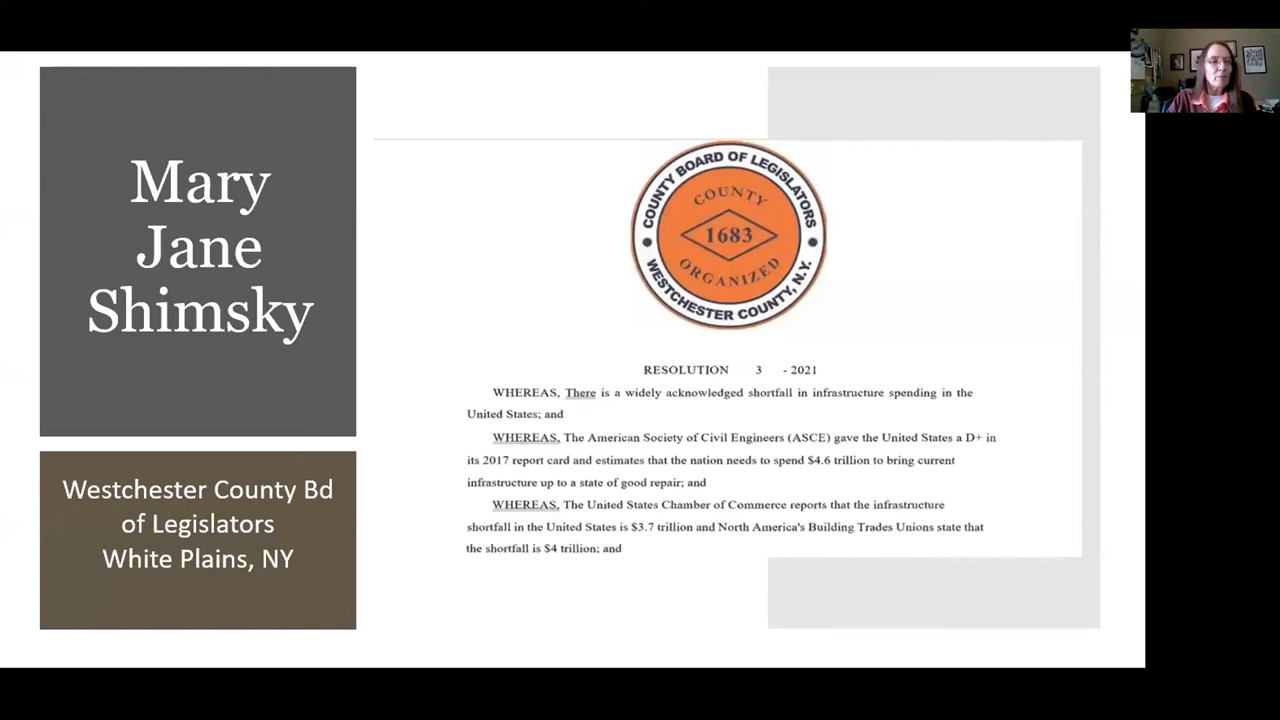 Mary
Jane
Shimsky
Westchester County Bd
of Legislators
White Plains, NY
COUNTY BOARD OF LEGISLATORS
COUNTY
1683
ORGANIZED
WESTCHESTER COUNTY, N.Y.
RESOLUTION 3 - 2021
WHEREAS, There is a widely acknowledged shortfall in infrastructure spending in the
United States; and
WHEREAS, The American Society of Civil Engineers (ASCE) gave the United States a D+ in
its 2017 report card and estimates that the nation needs to spend $4.6 trillion to bring current
infrastructure up to a state of good repair; and
WHEREAS, The United States Chamber of Commerce reports that the infrastructure
shortfall in the United States is $3.7 trillion and North America's Building Trades Unions state that
the shortfall is $4 trillion; and